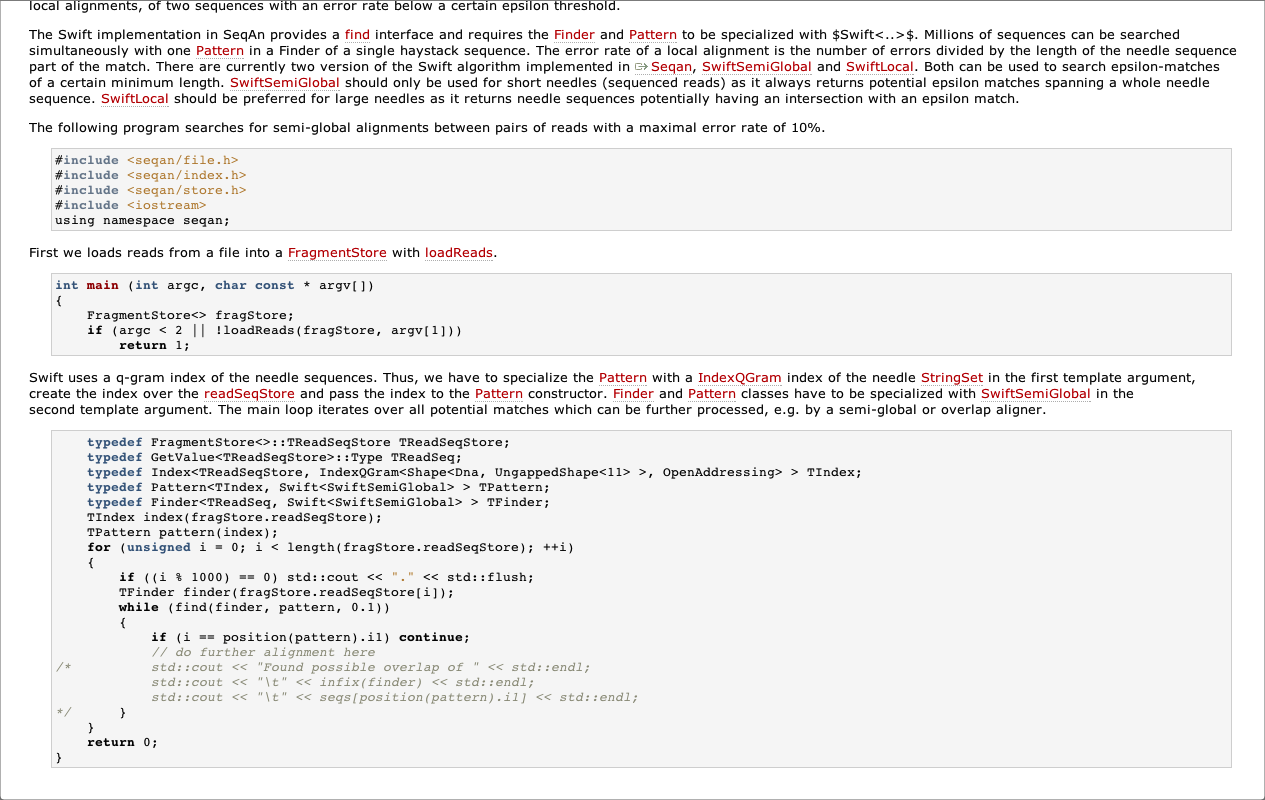 local alignments, of two sequences with an error rate below a certain epsilon threshold.
The Swift implementation in SeqAn provides a find interface and requires the Finder and Pattern to be specialized with $Swift<..>$. Millions of sequences can be searched
simultaneously with one Pattern in a Finder of a single haystack sequence. The error rate of a local alignment is the number of errors divided by the length of the needle sequence
part of the match. There are currently two version of the Swift algorithm implemented in Seqan, SwiftSemiGlobal and SwiftLocal. Both can be used to search epsilon-matches
of a certain minimum length. SwiftSemiGlobal should only be used for short needles (sequenced reads) as it always returns potential epsilon matches spanning a whole needle
sequence. SwiftLocal should be preferred for large needles as it returns needle sequences potentially having an intersection with an epsilon match.
The following program searches for semi-global alignments between pairs of reads with a maximal error rate of 10%.
#include <seqan/file.h>
#include <seqan/index.h>
#include <seqan/store.h>
#include <iostream>
using namespace seqan;
First we loads reads from a file into a FragmentStore with loadReads.
int main (int argc, char const * argv[])
{
    FragmentStore<> fragStore;
    if (argc < 2 || !loadReads(fragStore, argv[1]))
        return 1;
Swift uses a q-gram index of the needle sequences. Thus, we have to specialize the Pattern with a IndexQGram index of the needle StringSet in the first template argument,
create the index over the readSeqStore and pass the index to the Pattern constructor. Finder and Pattern classes have to be specialized with SwiftSemiGlobal in the
second template argument. The main loop iterates over all potential matches which can be further processed, e.g. by a semi-global or overlap aligner.
    typedef FragmentStore<>::TReadSeqStore TReadSeqStore;
    typedef GetValue<TReadSeqStore>::Type TReadSeq;
    typedef Index<TReadSeqStore, IndexQGram<Shape<Dna, UngappedShape<11> >, OpenAddressing> > TIndex;
    typedef Pattern<TIndex, Swift<SwiftSemiGlobal> > TPattern;
    typedef Finder<TReadSeq, Swift<SwiftSemiGlobal> > TFinder;
    TIndex index(fragStore.readSeqStore);
    TPattern pattern(index);
    for (unsigned i = 0; i < length(fragStore.readSeqStore); ++i)
    {
        if ((i % 1000) == 0) std::cout << "." << std::flush;
        TFinder finder(fragStore.readSeqStore[i]);
        while (find(finder, pattern, 0.1))
        {
            if (i == position(pattern).i1) continue;
            // do further alignment here
/*          std::cout << "Found possible overlap of " << std::endl;
            std::cout << "\t" << infix(finder) << std::endl;
            std::cout << "\t" << seqs[position(pattern).i1] << std::endl;
*/      }
    }
    return 0;
}